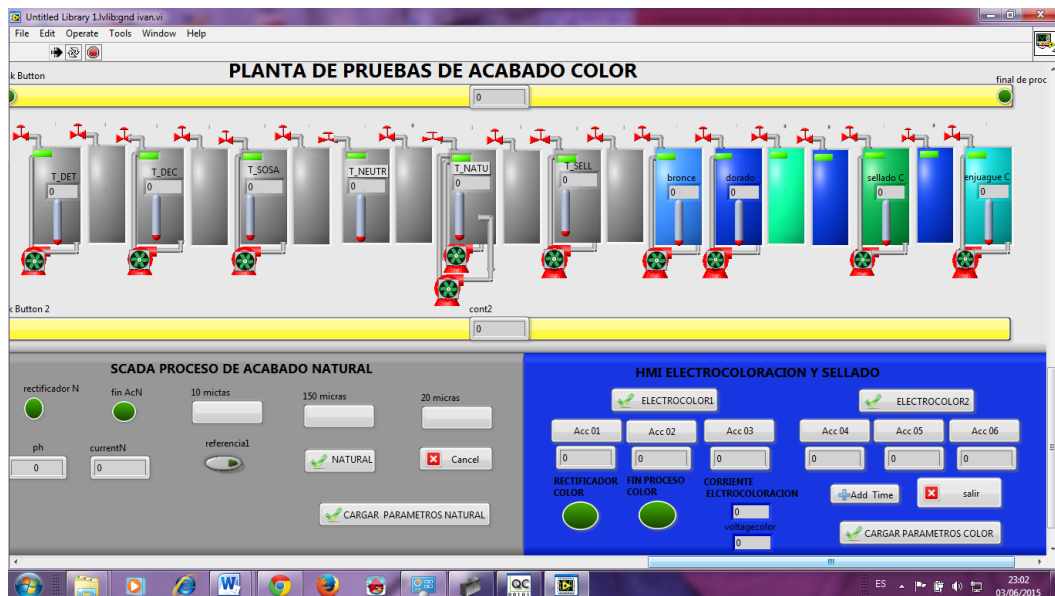 Untitled Library 1.lvlib:gnd ivan.vi
File Edit Operate Tools Window Help
k Button
PLANTA DE PRUEBAS DE ACABADO COLOR
final de proc
0
T_DET
0
T_DEC
0
T_SOSA
0
T_NEUTR
0
T_NATU
0
T_SELL
0
bronce
0
dorado
0
sellado C
0
enjuague C
0
k Button 2
cont2
0
SCADA PROCESO DE ACABADO NATURAL
rectificador N
fin AcN
10 mictas
150 micras
20 micras
ph
0
currentN
0
referencia1
NATURAL
Cancel
CARGAR PARAMETROS NATURAL
HMI ELECTROCOLORACION Y SELLADO
ELECTROCOLOR1
ELECTROCOLOR2
Acc 01
Acc 02
Acc 03
Acc 04
Acc 05
Acc 06
0
0
0
0
0
0
RECTIFICADOR
COLOR
FIN PROCESO
COLOR
CORRIENTE
ELCTROCOLORACION
0
voltagecolor
0
Add Time
salir
CARGAR PARAMETROS COLOR
W
QC
ES
23:02
03/06/2015